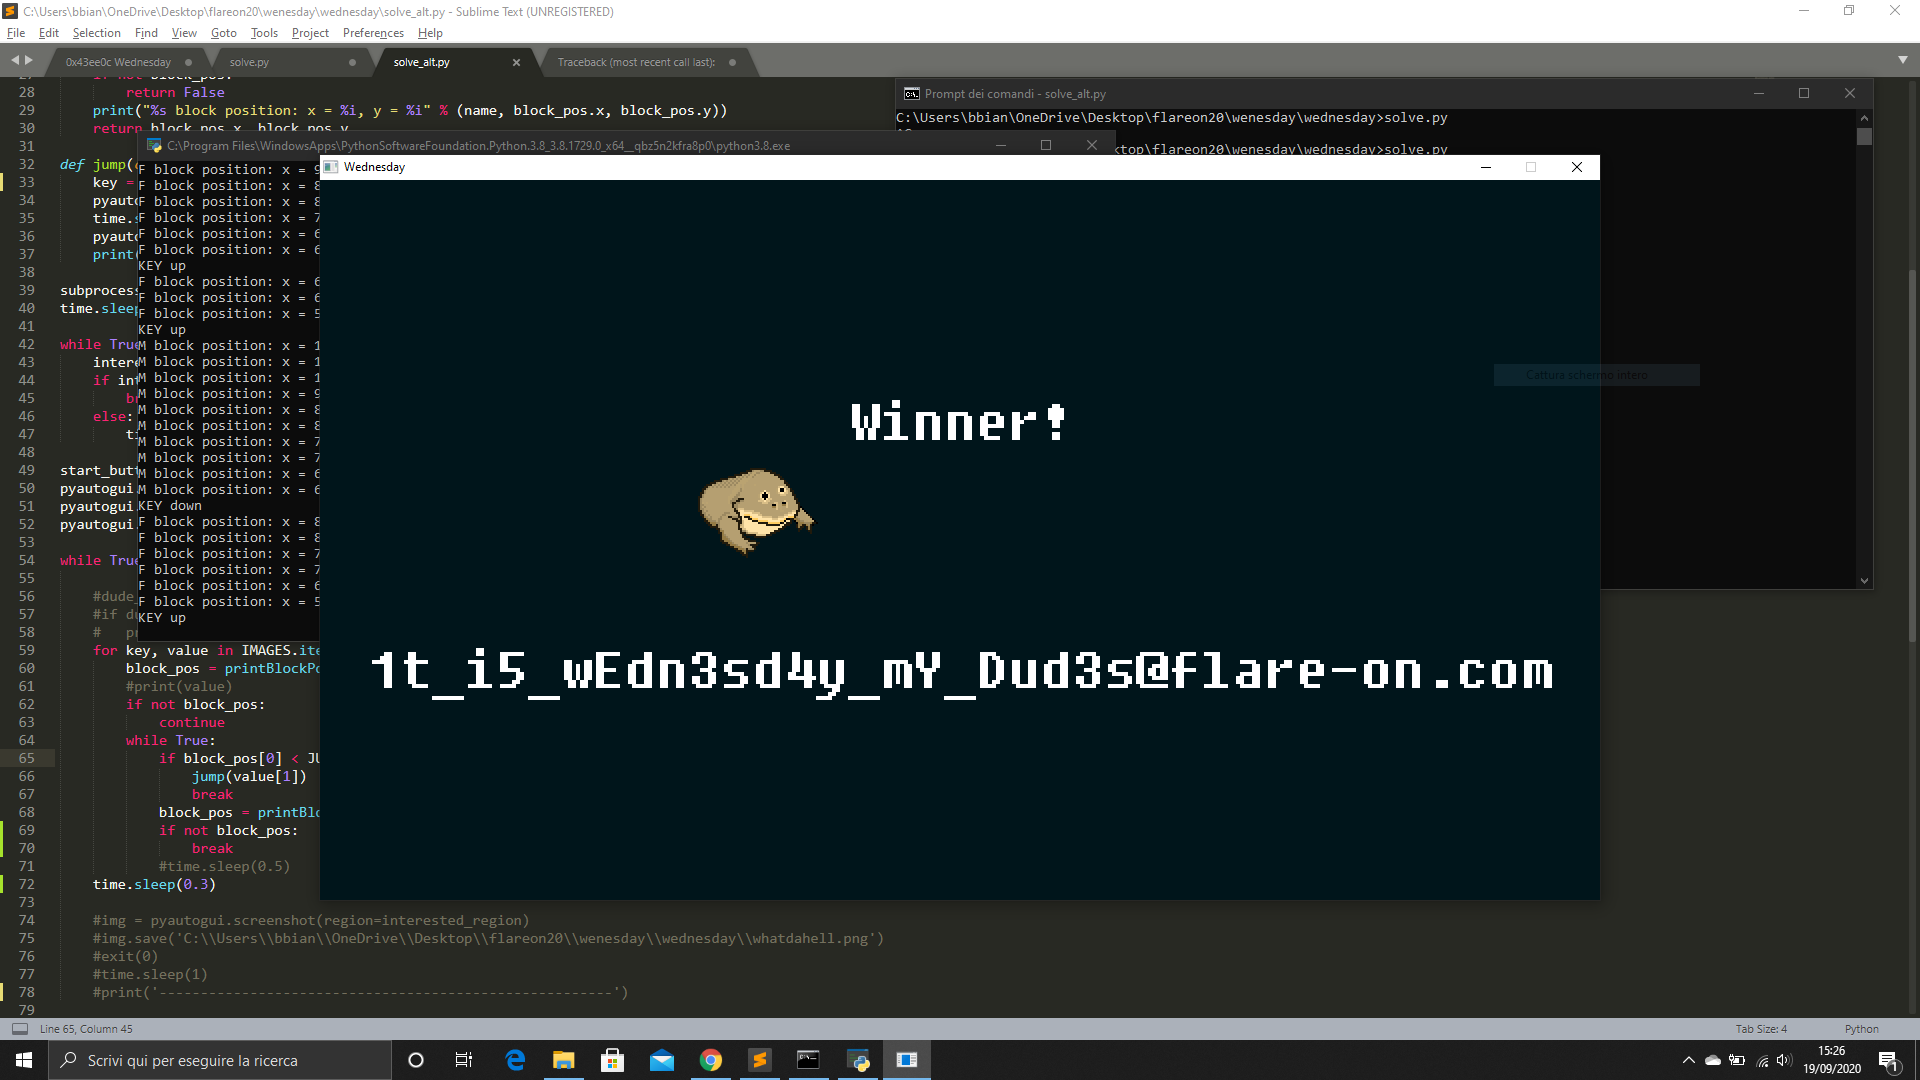 C:\Users\bbian\OneDrive\Desktop\flareon20\wenesday\wednesday\solve_alt.py - Sublime Text (UNREGISTERED)
File Edit Selection Find View Goto Tools Project Preferences Help
0x43ee0c Wednesday
solve.py
solve_alt.py
Traceback (most recent call last):
28 return False
29 print("%s block position: x = %i, y = %i" % (name, block_pos.x, block_pos.y))
30 return block_pos.x, block_pos.y
31
32 def jump(
33 key =
34 pyaut
35 time.
36 pyaut
37 print
38
39 subproces
40 time.slee
41
42 while Tru
43 inter
44 if int
45 br
46 else:
47 ti
48
49 start_but
50 pyautogui
51 pyautogui
52 pyautogui
53
54 while Tru
55
56 #dude_
57 #if du
58 # pr
59 for key, value in IMAGES.ite
60 block_pos = printBlockPo
61 #print(value)
62 if not block_pos:
63 continue
64 while True:
65 if block_pos[0] < JU
66 jump(value[1])
67 break
68 block_pos = printBlo
69 if not block_pos:
70 break
71 #time.sleep(0.5)
72 time.sleep(0.3)
73
74 #img = pyautogui.screenshot(region=interested_region)
75 #img.save('C:\\Users\\bbian\\OneDrive\\Desktop\\flareon20\\wenesday\\wednesday\\whatdahell.png')
76 #exit(0)
77 #time.sleep(1)
78 #print('-------------------------------------------------------')
79
Prompt dei comandi - solve_alt.py
C:\Users\bbian\OneDrive\Desktop\flareon20\wenesday\wednesday>solve.py
ktop\flareon20\wenesday\wednesday>solve.py
C:\Program Files\WindowsApps\PythonSoftwareFoundation.Python.3.8_3.8.1729.0_x64__qbz5n2kfra8p0\python3.8.exe
F block position: x = 9
F block position: x = 8
F block position: x = 8
F block position: x = 7
F block position: x = 6
F block position: x = 6
KEY up
F block position: x = 6
F block position: x = 6
F block position: x = 5
KEY up
M block position: x = 1
M block position: x = 1
M block position: x = 1
M block position: x = 9
M block position: x = 8
M block position: x = 8
M block position: x = 7
M block position: x = 7
M block position: x = 6
M block position: x = 6
KEY down
F block position: x = 8
F block position: x = 8
F block position: x = 7
F block position: x = 7
F block position: x = 6
F block position: x = 5
KEY up
Wednesday
Cattura schermo intero
Winner!
1t_i5_wEdn3sd4y_mY_Dud3s@flare-on.com
Line 65, Column 45
Tab Size: 4
Python
Scrivi qui per eseguire la ricerca
15:26
19/09/2020
1